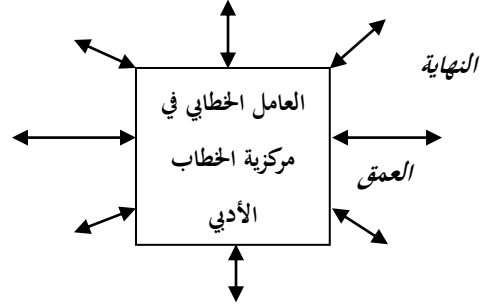 النهاية
العامل الخطابي في
مركزية الخطاب
الأدبي
العمق